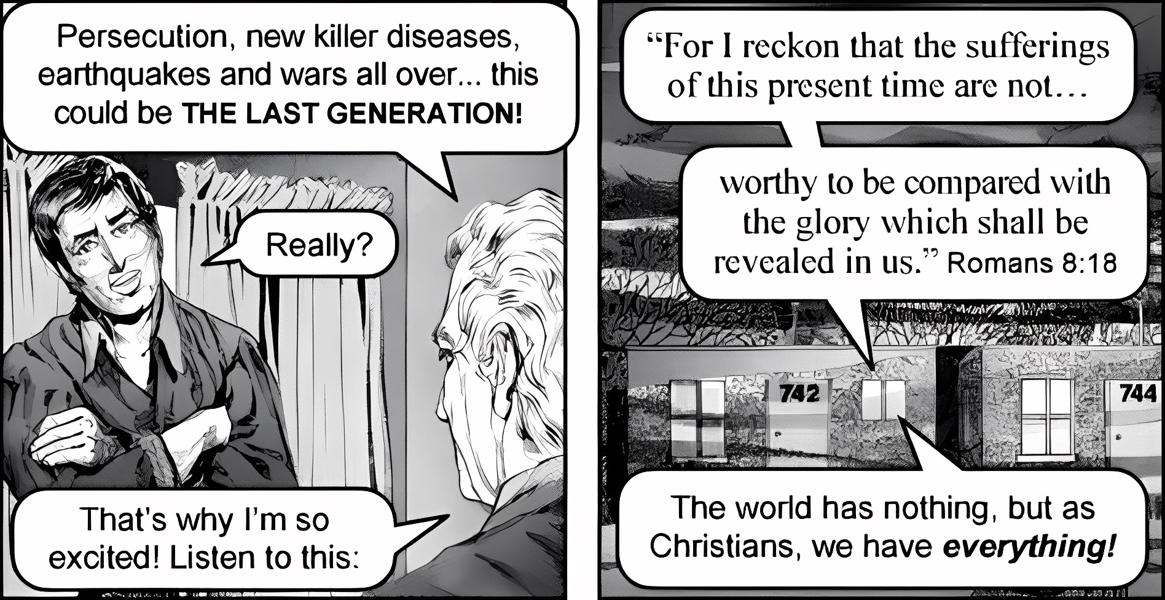 Persecution, new killer diseases,
earthquakes and wars all over... this
could be THE LAST GENERATION!
Really?
That's why I'm so
excited! Listen to this:
“For I reckon that the sufferings
of this present time are not...
worthy to be compared with
the glory which shall be
revealed in us.” Romans 8:18
742
744
The world has nothing, but as
Christians, we have everything!